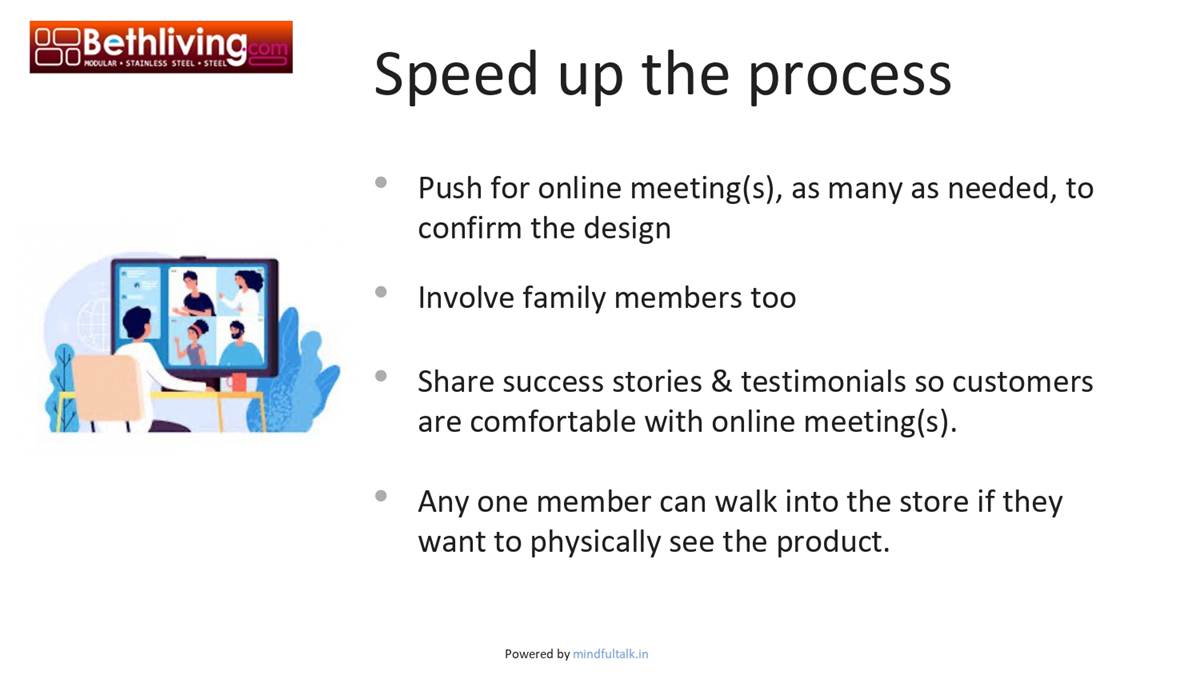 Bethliving.com
MODULAR • STAINLESS STEEL • STEEL
Speed up the process
• Push for online meeting(s), as many as needed, to
confirm the design
• Involve family members too
• Share success stories & testimonials so customers
are comfortable with online meeting(s).
• Any one member can walk into the store if they
want to physically see the product.
Powered by mindfultalk.in